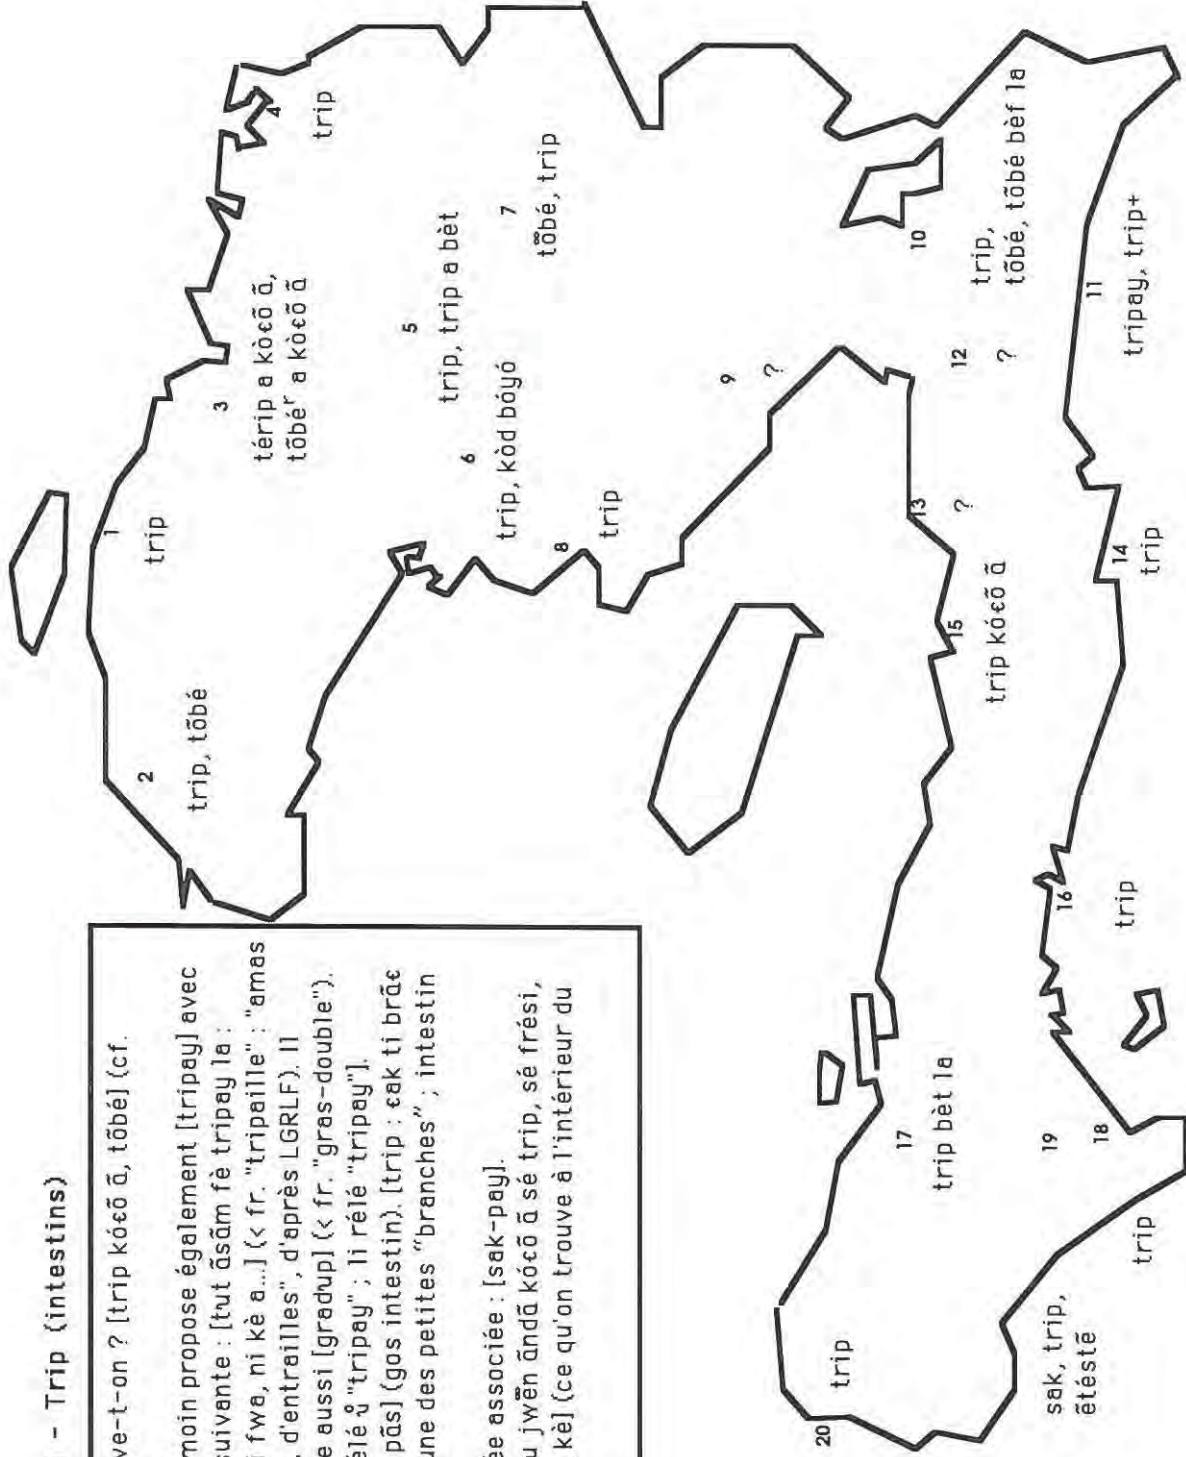 - Trip (intestins)
ve-t-on ? [trip kóɛõ ã, tõbé] (cf.
moin propose également [tripay] avec
suivante : [tut ãsãm fè tripay la :
i fwa, ni kè a...] (< fr. "tripaille" : "amas
, d'entrailles", d'après LGRLF). Il
e aussi [gradup] (< fr. "gras-double").
élé ů "tripay" ; li rélé "tripay"].
pãs] (gos intestin). [trip : ɛak ti brãɛ
une des petites "branches" ; intestin
ée associée : [sak-pay].
u jwẽn ãndã kóɛõ ã sé trip, sé frési,
kè] (ce qu'on trouve à l'intérieur du
1
trip
2
trip, tõbé
3
térip a kòɛõ ã,
tõbéʳ a kòɛõ ã
4
trip
5
trip, trip a bèt
6
trip, kòd bóyó
7
tõbé, trip
8
trip
9
?
10
trip,
tõbé, tõbé bèf la
11
tripay, trip+
12
?
13
?
14
trip
15
trip kóɛõ ã
16
trip
17
trip bèt la
18
trip
19
sak, trip,
ẽtéstẽ
20
trip